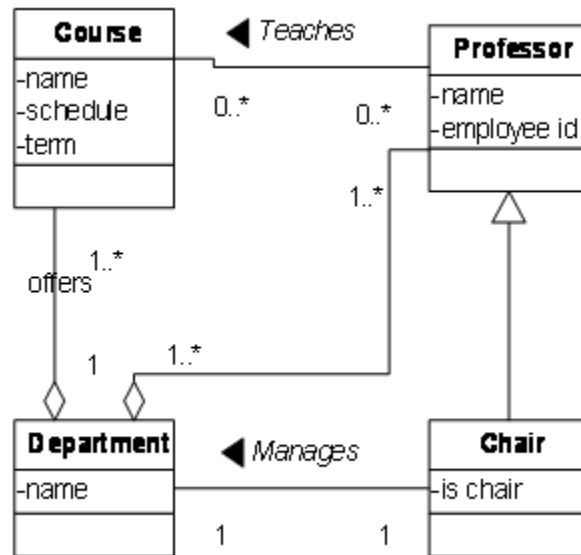 Course
-name
-schedule
-term
◀ Teaches
0..*
0..*
Professor
-name
-employee id
1..*
offers
1..*
1
1..*
Department
-name
◀ Manages
1
1
Chair
-is chair